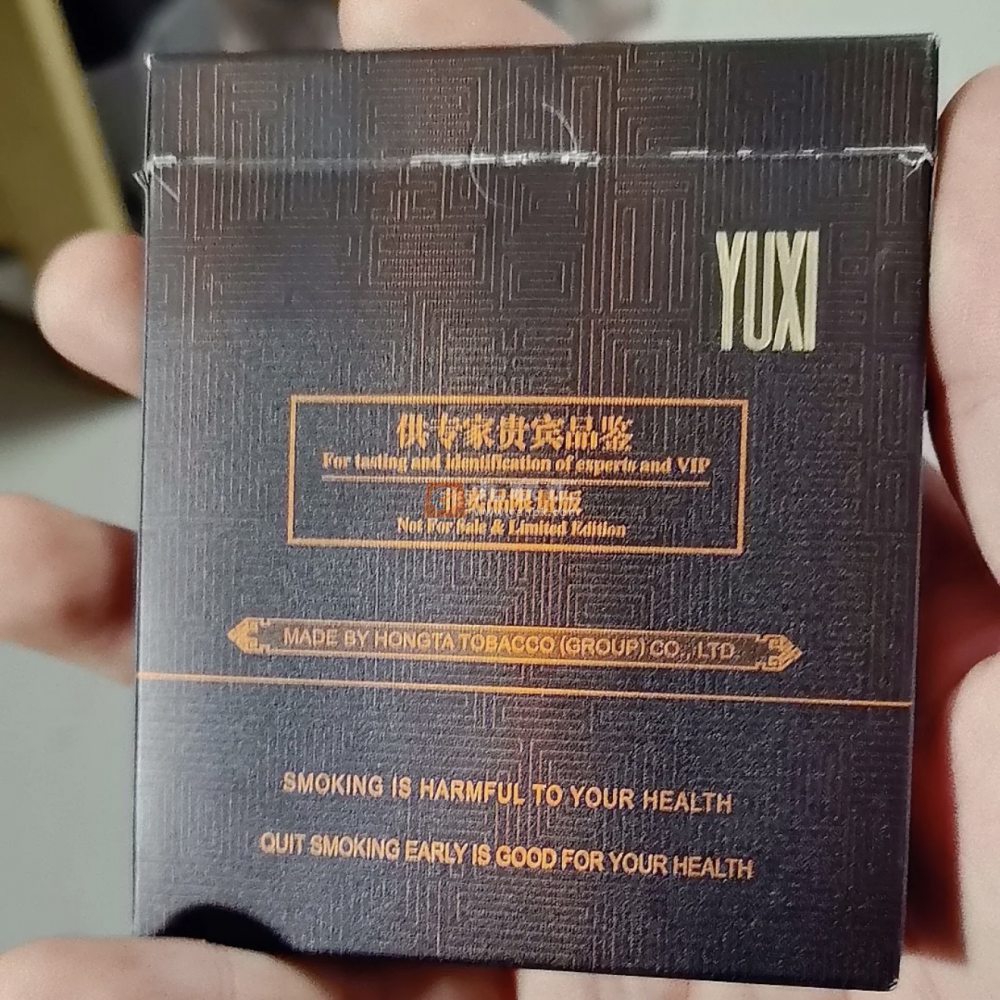 YUXI
供专家贵宾品鉴
For tasting and identification of experts and VIP
非卖品限量版
Not For Sale & Limited Edition
MADE BY HONGTA TOBACCO (GROUP) CO., LTD.
SMOKING IS HARMFUL TO YOUR HEALTH
QUIT SMOKING EARLY IS GOOD FOR YOUR HEALTH